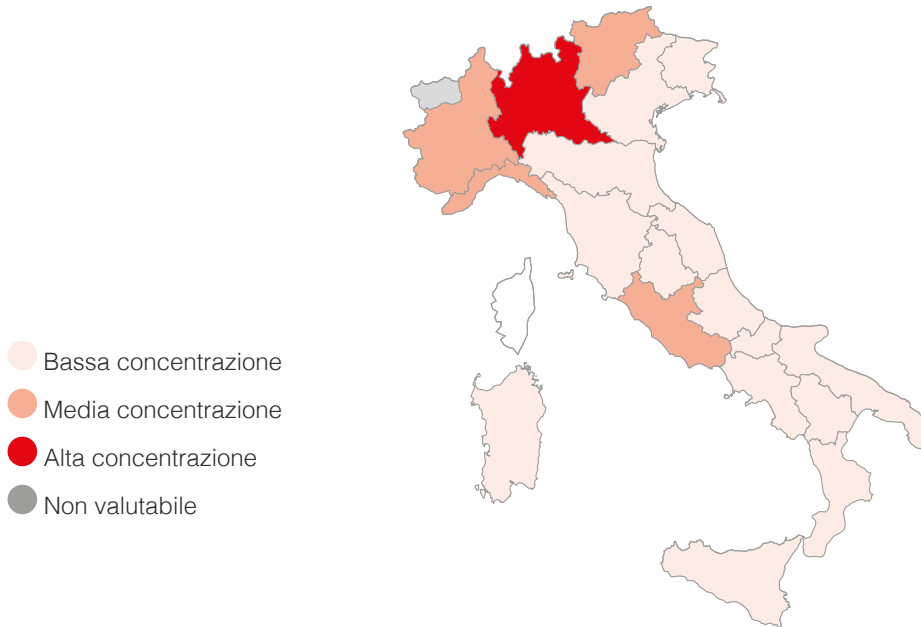 Bassa concentrazione
Media concentrazione
Alta concentrazione
Non valutabile